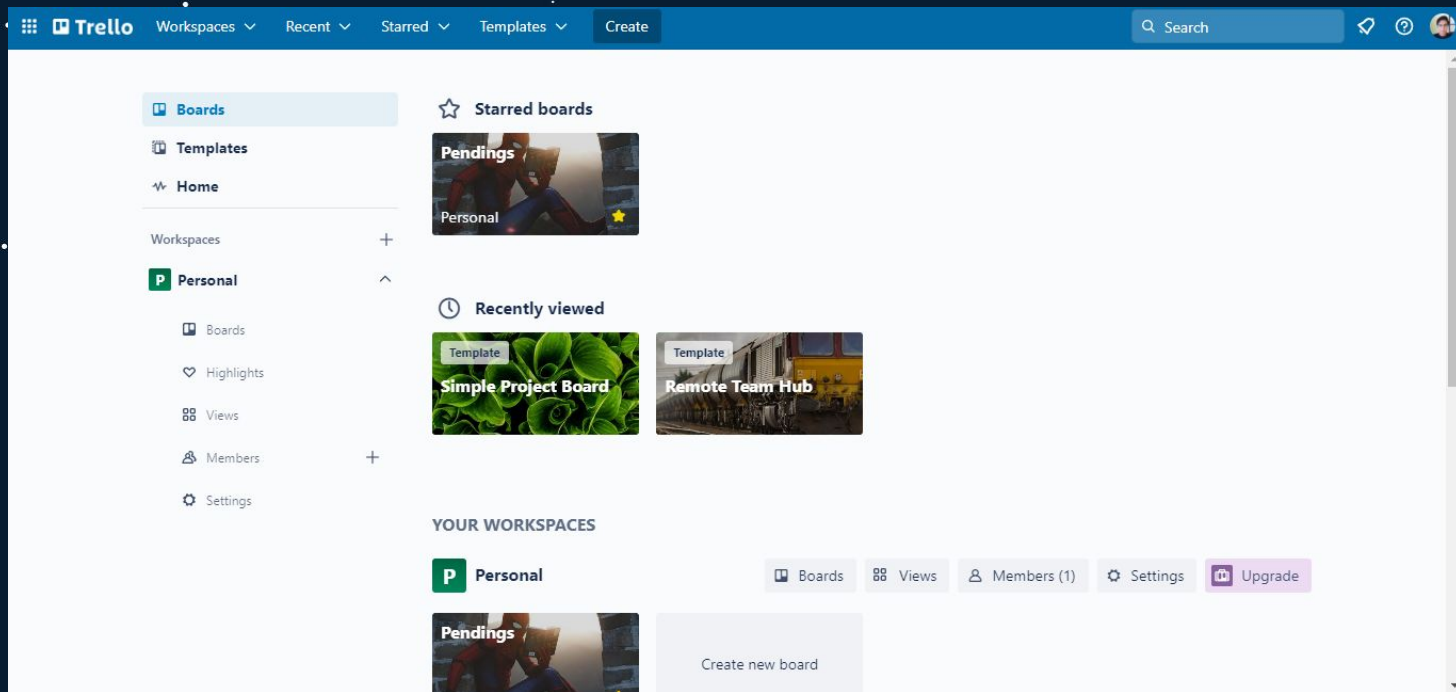 Trello Workspaces Recent Starred Templates Create Search
Boards
Templates
Home
Workspaces
P Personal
Boards
Highlights
Views
Members
Settings
Starred boards
Pendings
Personal
Recently viewed
Template
Simple Project Board
Template
Remote Team Hub
YOUR WORKSPACES
P Personal Boards Views Members (1) Settings Upgrade
Pendings
Create new board